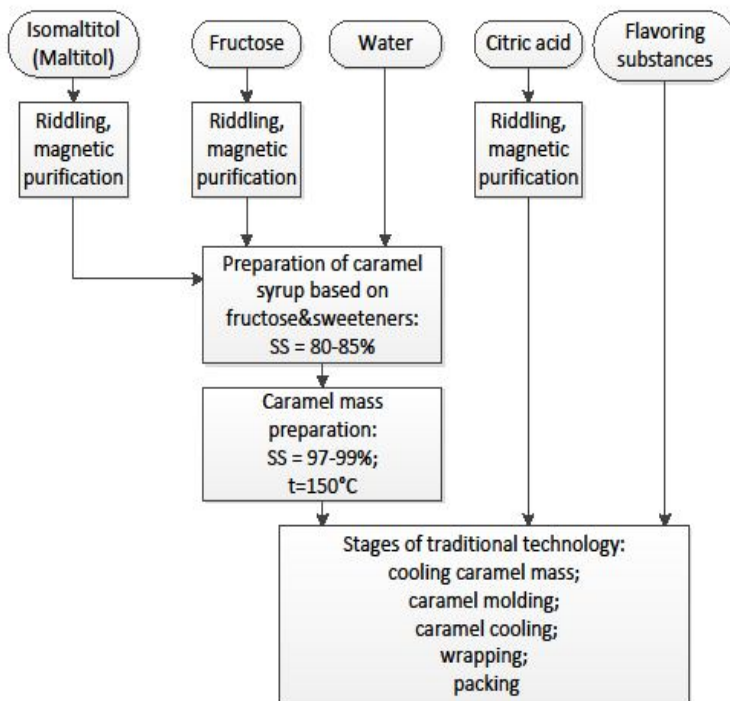 Isomaltitol
(Maltitol)
Fructose
Water
Citric acid
Flavoring
substances
Riddling,
magnetic
purification
Riddling,
magnetic
purification
Riddling,
magnetic
purification
Preparation of caramel
syrup based on
fructose&sweeteners:
SS = 80-85%
Caramel mass
preparation:
SS = 97-99%;
t=150°C
Stages of traditional technology:
cooling caramel mass;
caramel molding;
caramel cooling;
wrapping;
packing